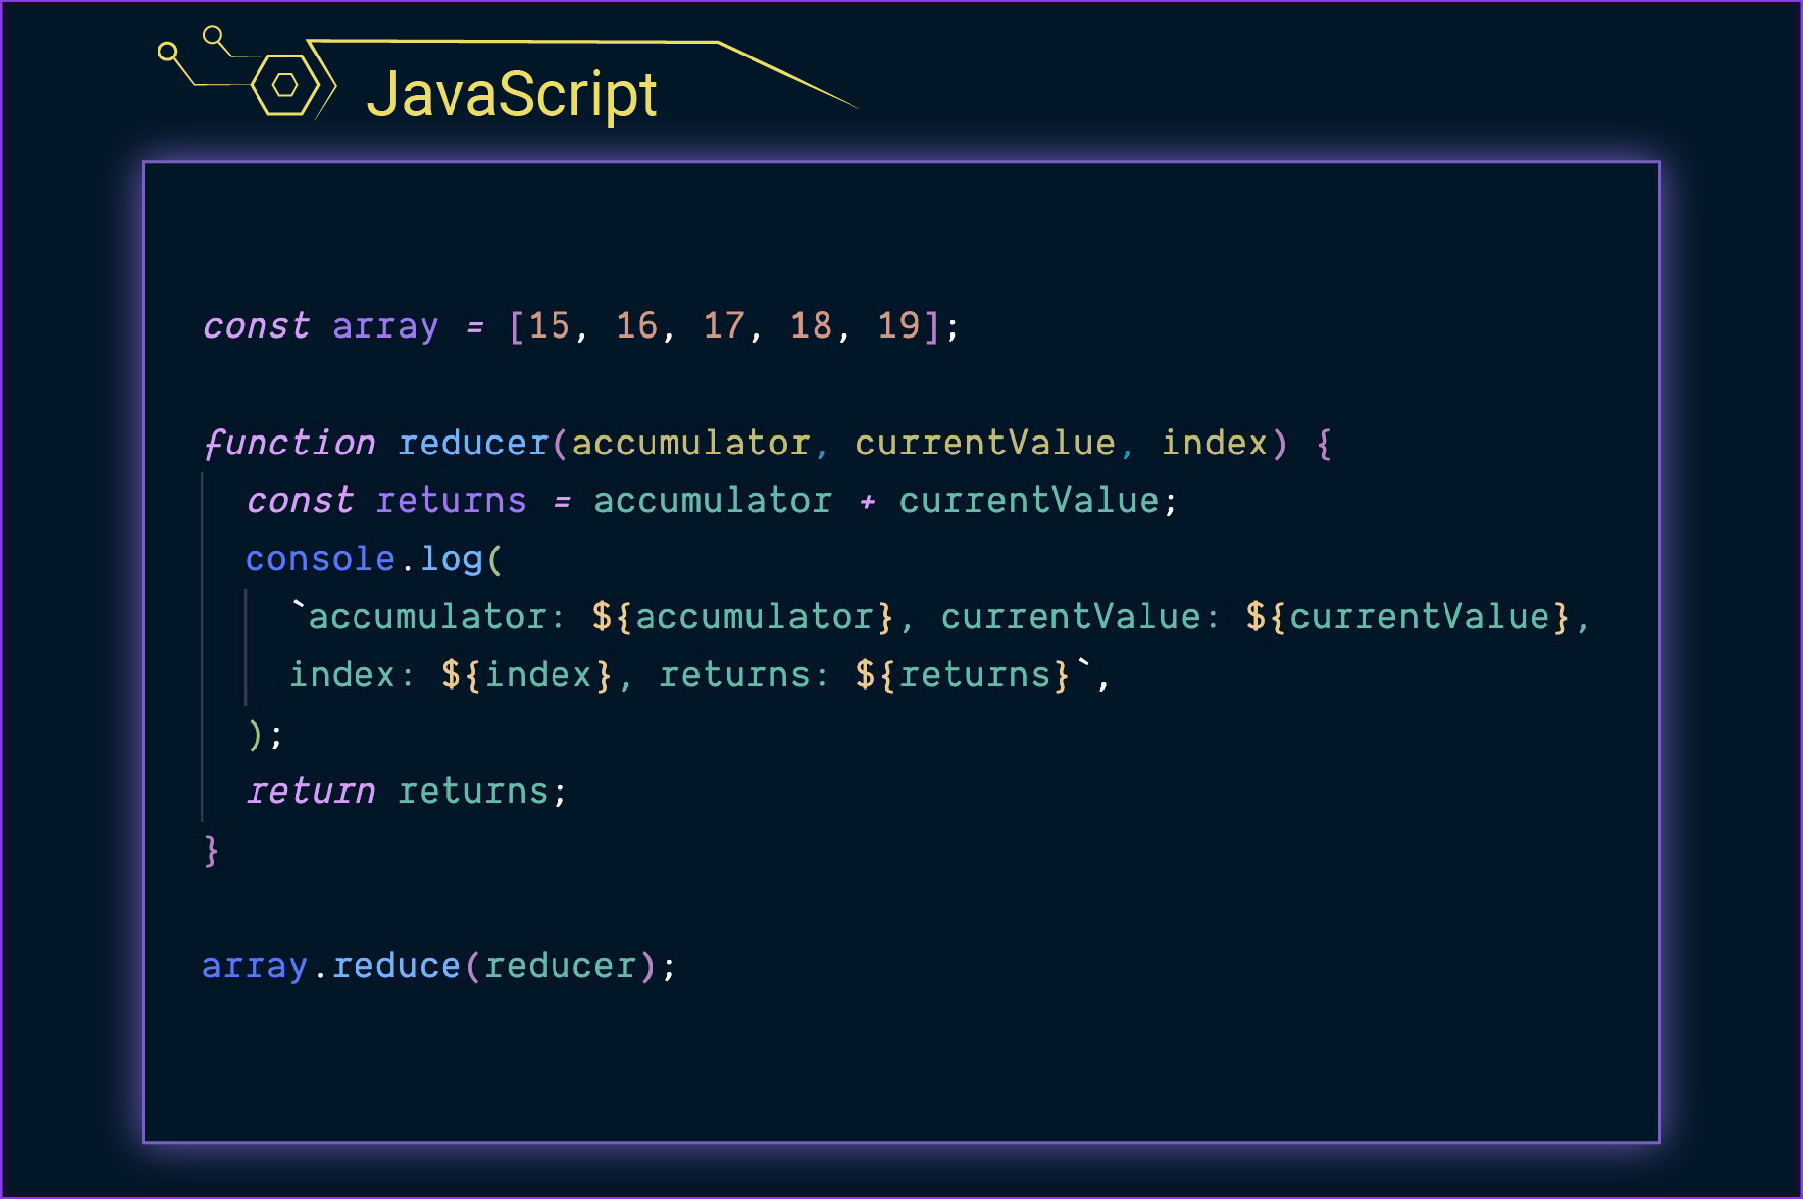 JavaScript
const array = [15, 16, 17, 18, 19];
function reducer(accumulator, currentValue, index) {
const returns = accumulator + currentValue;
console.log(
`accumulator: ${accumulator}, currentValue: ${currentValue},
index: ${index}, returns: ${returns}`,
);
return returns;
}
array.reduce(reducer);